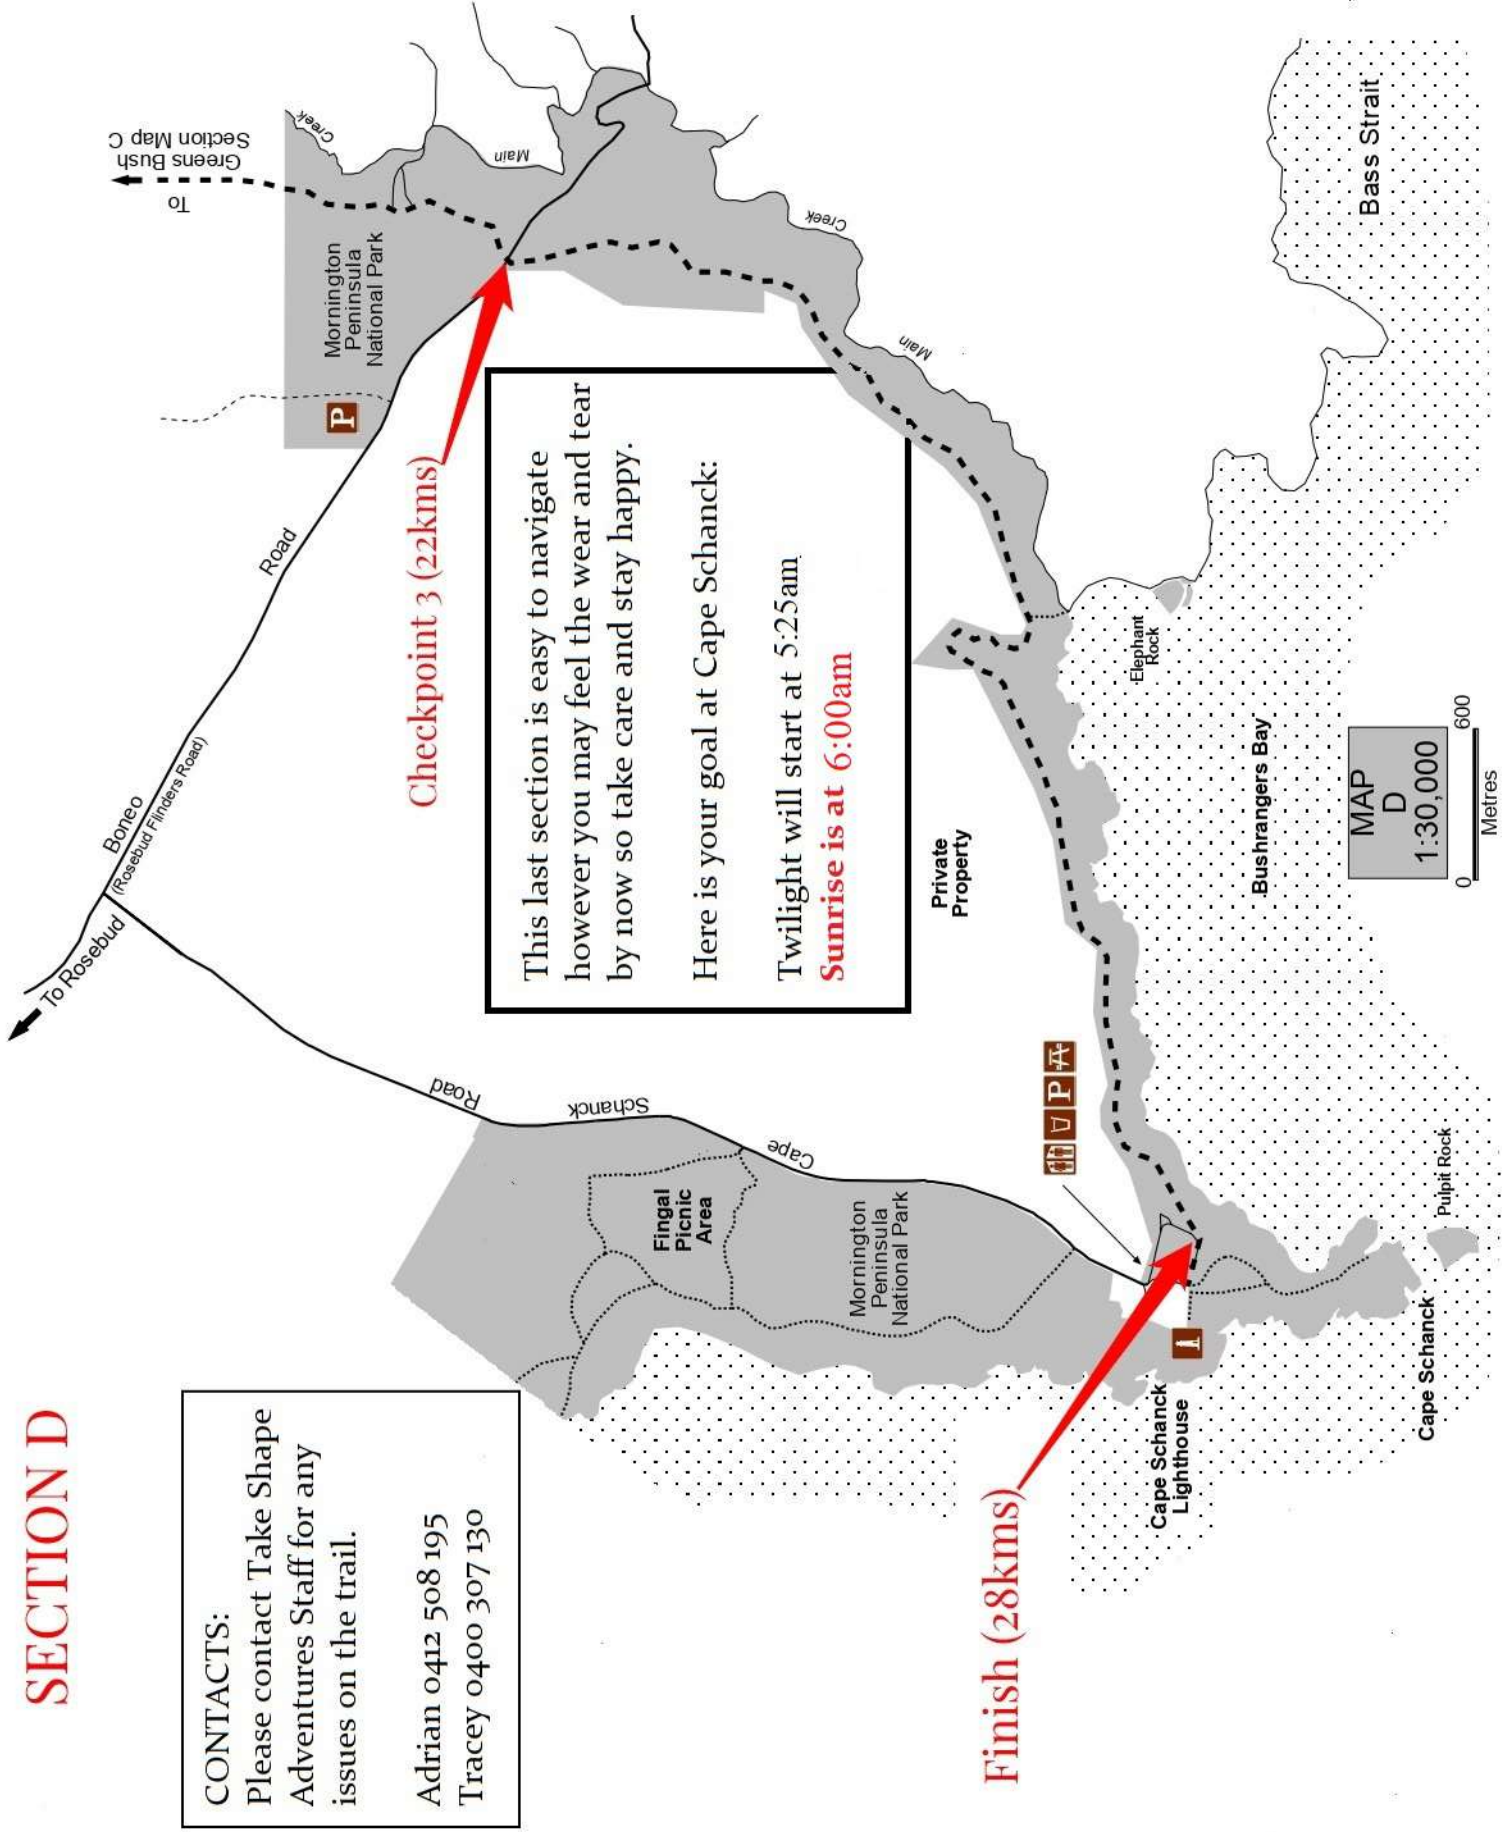 SECTION D
CONTACTS:
Please contact Take Shape
Adventures Staff for any
issues on the trail.
Adrian 0412 508 195
Tracey 0400 307 130
To Rosebud
Boneo
(Rosebud Flinders Road)
Road
To
Greens Bush
Section Map C
Creek
Main
Mornington
Peninsula
National Park
P
Checkpoint 3 (22kms)
This last section is easy to navigate
however you may feel the wear and tear
by now so take care and stay happy.
Here is your goal at Cape Schanck:
Twilight will start at 5:25am
Sunrise is at 6:00am
Creek
Main
Road
Schanck
Cape
Fingal
Picnic
Area
Mornington
Peninsula
National Park
Private
Property
P
Finish (28kms)
Cape Schanck
Lighthouse
Cape Schanck
Pulpit Rock
Elephant
Rock
Bushrangers Bay
Bass Strait
MAP
D
1:30,000
0
600
Metres